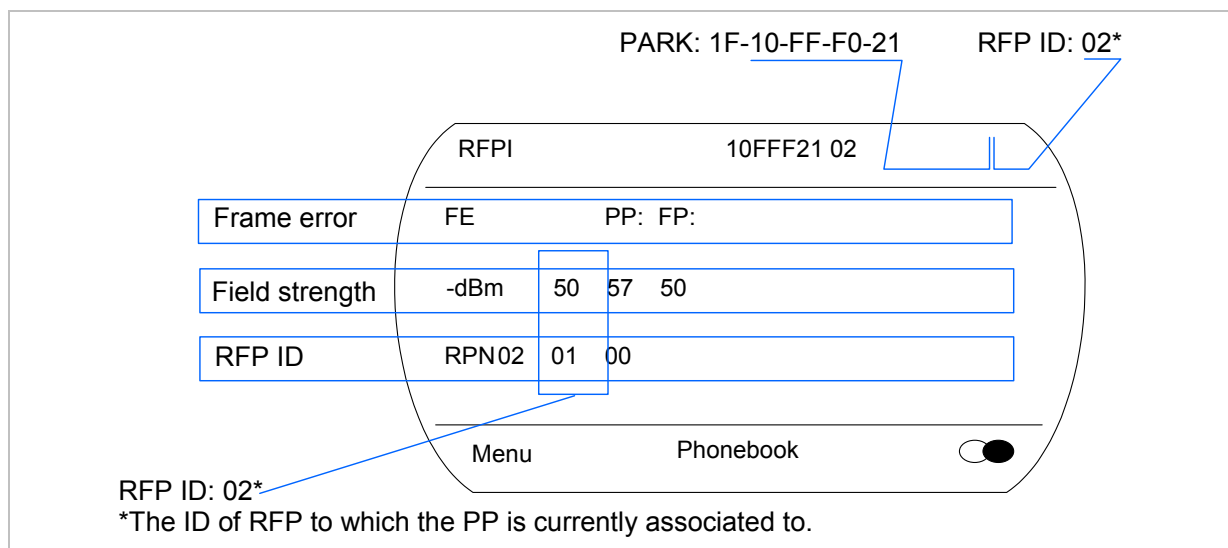 PARK: 1F-10-FF-F0-21 RFP ID: 02*
RFPI 10FFF21 02
Frame error FE PP: FP:
Field strength -dBm 50 57 50
RFP ID RPN02 01 00
Menu Phonebook
RFP ID: 02*
*The ID of RFP to which the PP is currently associated to.